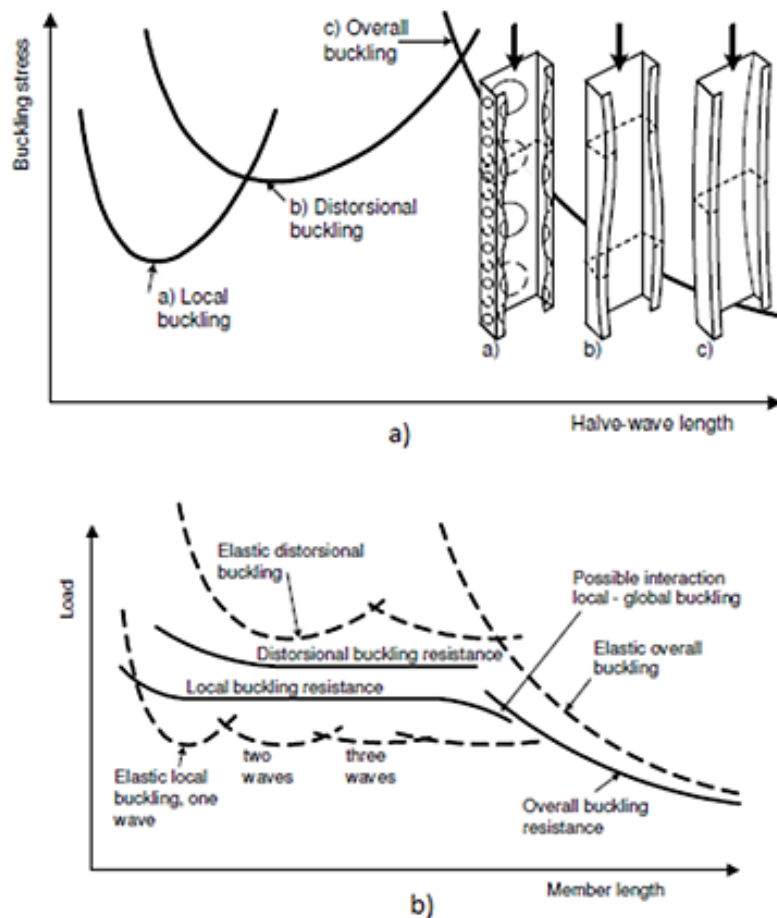 Buckling stress
c) Overall
buckling
b) Distorsional
buckling
a) Local
buckling
a)
b)
c)
Halve-wave length
a)
Load
Elastic distorsional
buckling
Possible interaction
local - global buckling
Elastic overall
buckling
Distorsional buckling resistance
Local buckling resistance
two
waves
three
waves
Elastic local
buckling, one
wave
Overall buckling
resistance
Member length
b)